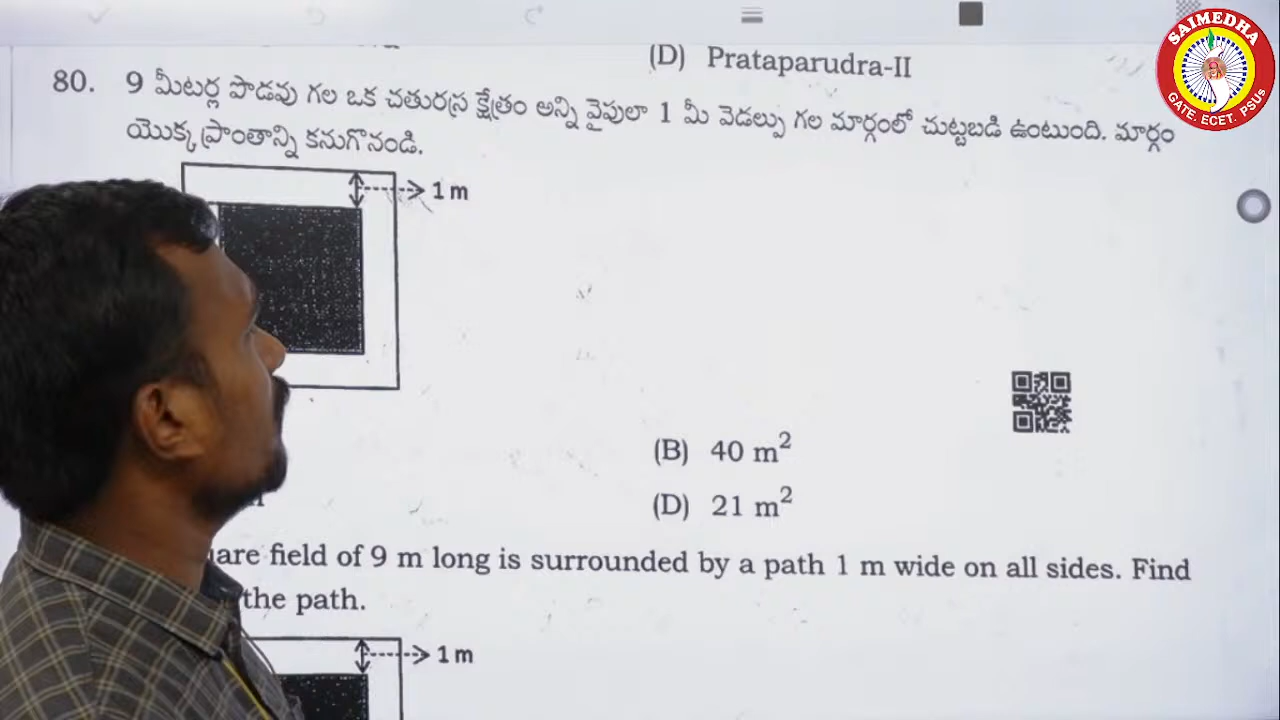 (D) Prataparudra-II
SAIMEDHA
GATE. ECET. PSUs
80. 9 మీటర్ల పొడవు గల ఒక చతురస్ర క్షేత్రం అన్ని వైపులా 1 మీ వెడల్పు గల మార్గంలో చుట్టబడి ఉంటుంది. మార్గం
యొక్క ప్రాంతాన్ని కనుగొనండి.
1 m
(B) 40 m²
(D) 21 m²
field of 9 m long is surrounded by a path 1 m wide on all sides. Find
the path.
1 m